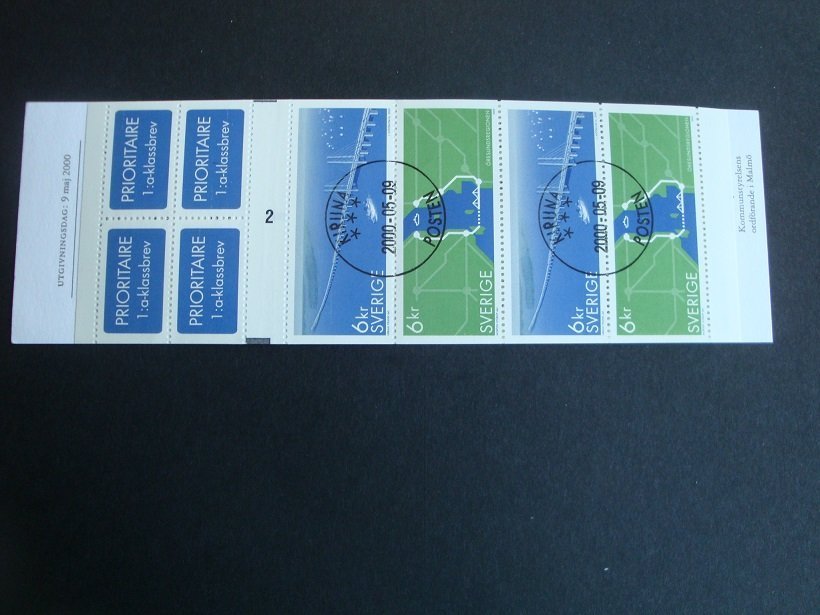 UTGIVNINGSDAG: 9 maj 2000
PRIORITAIRE
1:a-klassbrev
PRIORITAIRE
1:a-klassbrev
PRIORITAIRE
1:a-klassbrev
PRIORITAIRE
1:a-klassbrev
2
6kr
SVERIGE
KIRUNA
2000-05-09
POSTEN
ÖRESUNDSREGIONEN
6kr
SVERIGE
6kr
SVERIGE
KIRUNA
2000-05-09
POSTEN
ÖRESUNDSREGIONEN
6kr
SVERIGE
Kommunstyrelsens
ordförande i Malmö